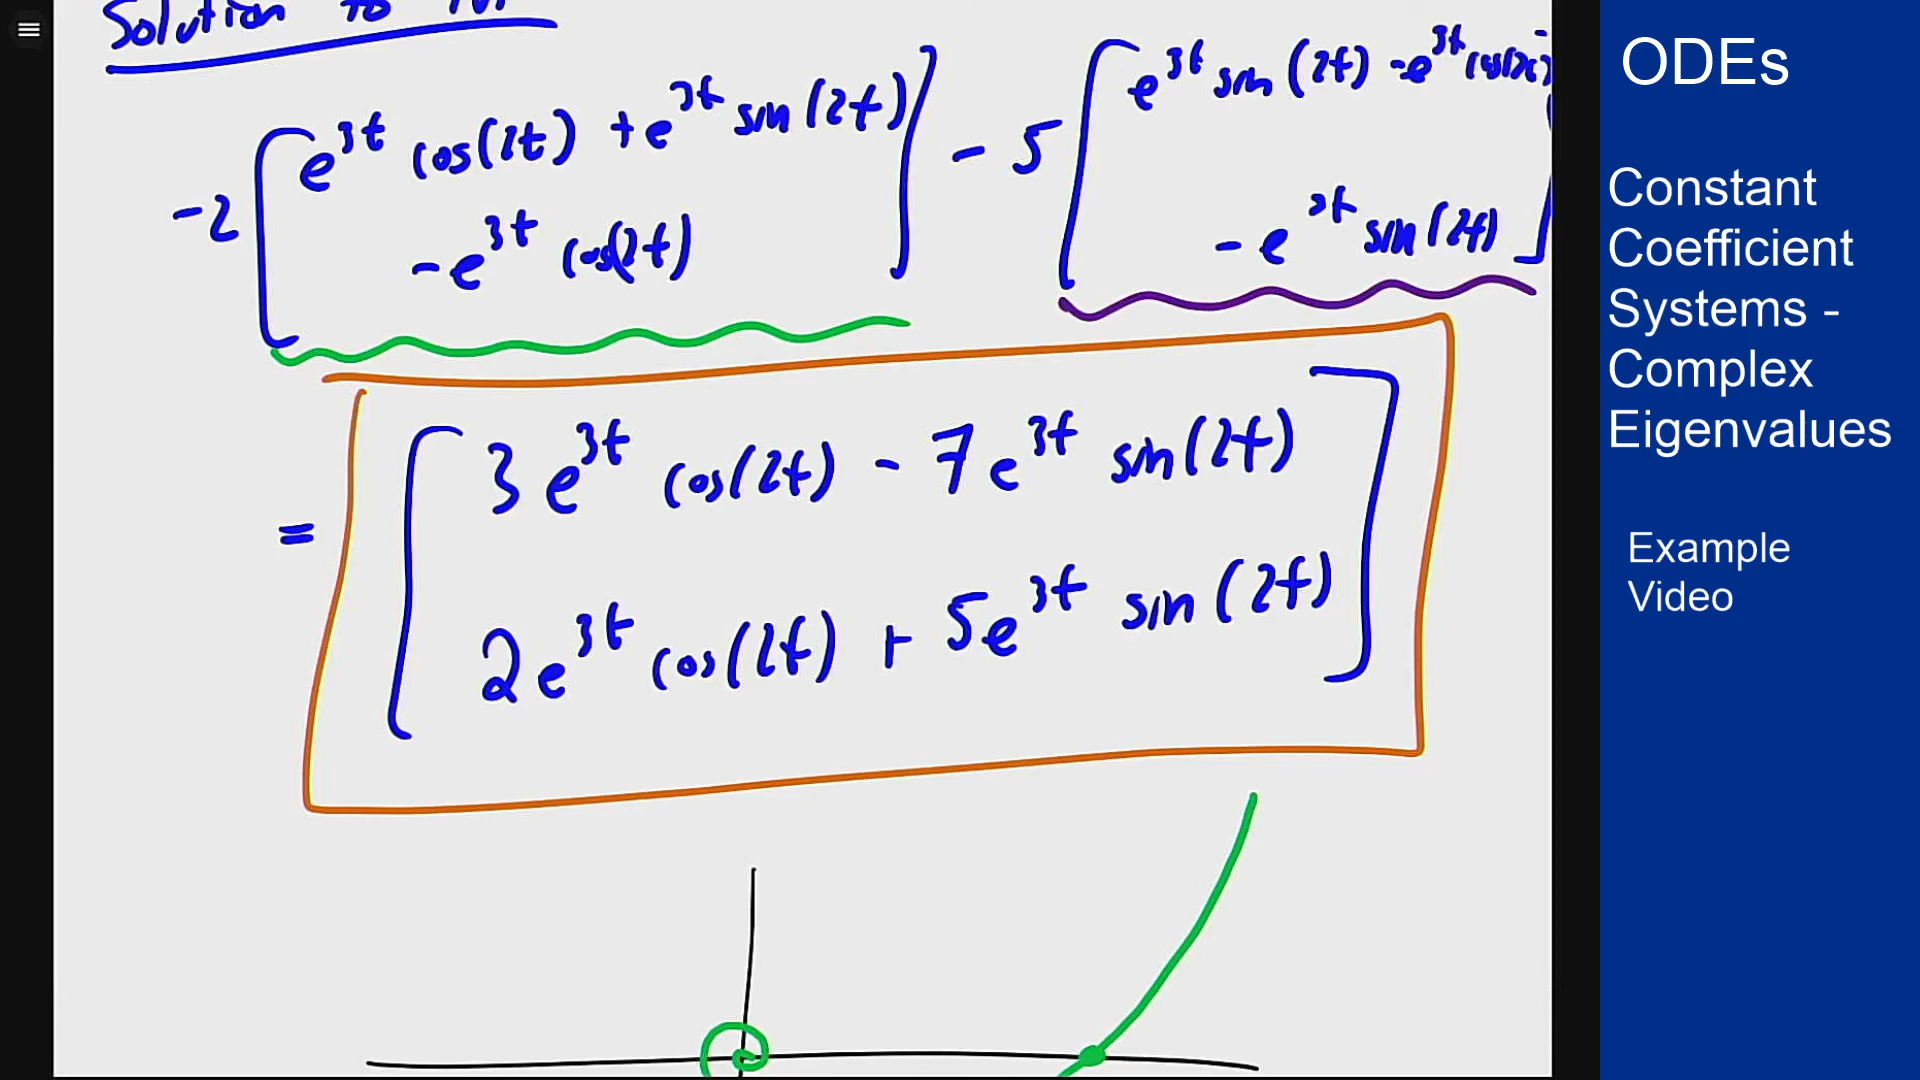 Solution to IVP
-2 [ e^3t cos(2t) + e^3t sin(2t)
-e^3t cos(2t) ] - 5 [ e^3t sin(2t) - e^3t cos(2t)
- e^3t sin(2t) ]
= [ 3e^3t cos(2t) - 7e^3t sin(2t)
2e^3t cos(2t) + 5e^3t sin(2t) ]
ODEs
Constant
Coefficient
Systems -
Complex
Eigenvalues
Example
Video